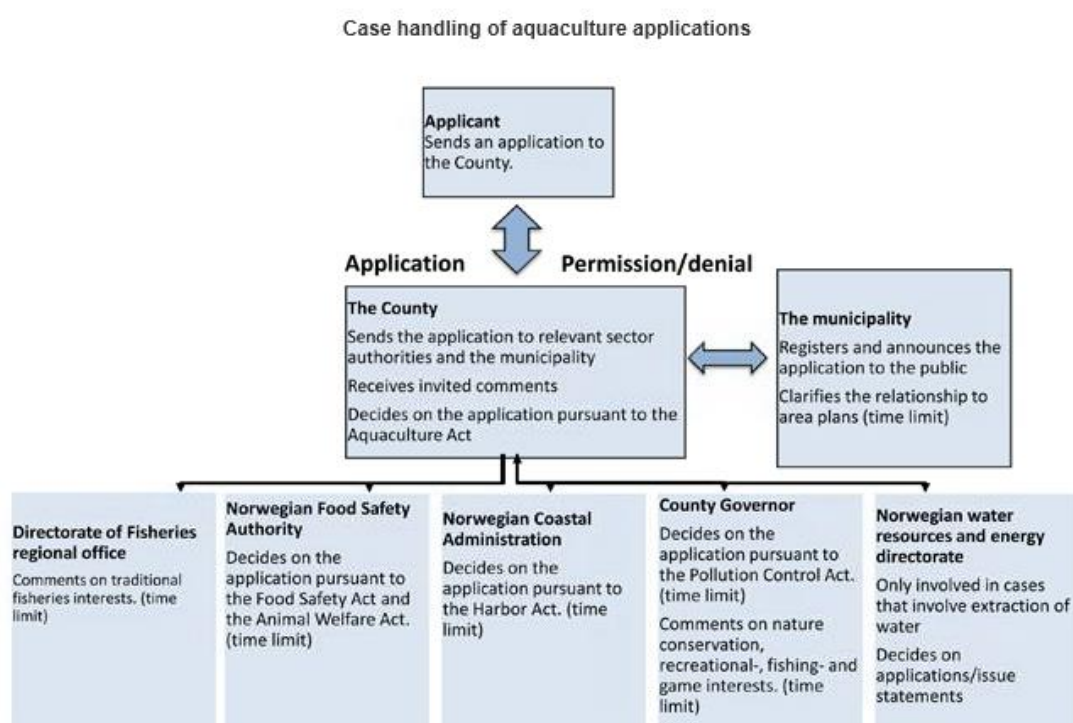 Case handling of aquaculture applications
Applicant
Sends an application to
the County.
Application
Permission/denial
The County
Sends the application to relevant sector
authorities and the municipality
Receives invited comments
Decides on the application pursuant to the
Aquaculture Act
The municipality
Registers and announces the
application to the public
Clarifies the relationship to
area plans (time limit)
Directorate of Fisheries
regional office
Comments on traditional
fisheries interests. (time
limit)
Norwegian Food Safety
Authority
Decides on the
application pursuant to
the Food Safety Act and
the Animal Welfare Act.
(time limit)
Norwegian Coastal
Administration
Decides on the
application pursuant to
the Harbor Act. (time
limit)
County Governor
Decides on the
application pursuant to
the Pollution Control Act.
(time limit)
Comments on nature
conservation,
recreational-, fishing- and
game interests. (time
limit)
Norwegian water
resources and energy
directorate
Only involved in cases
that involve extraction of
water
Decides on
applications/issue
statements